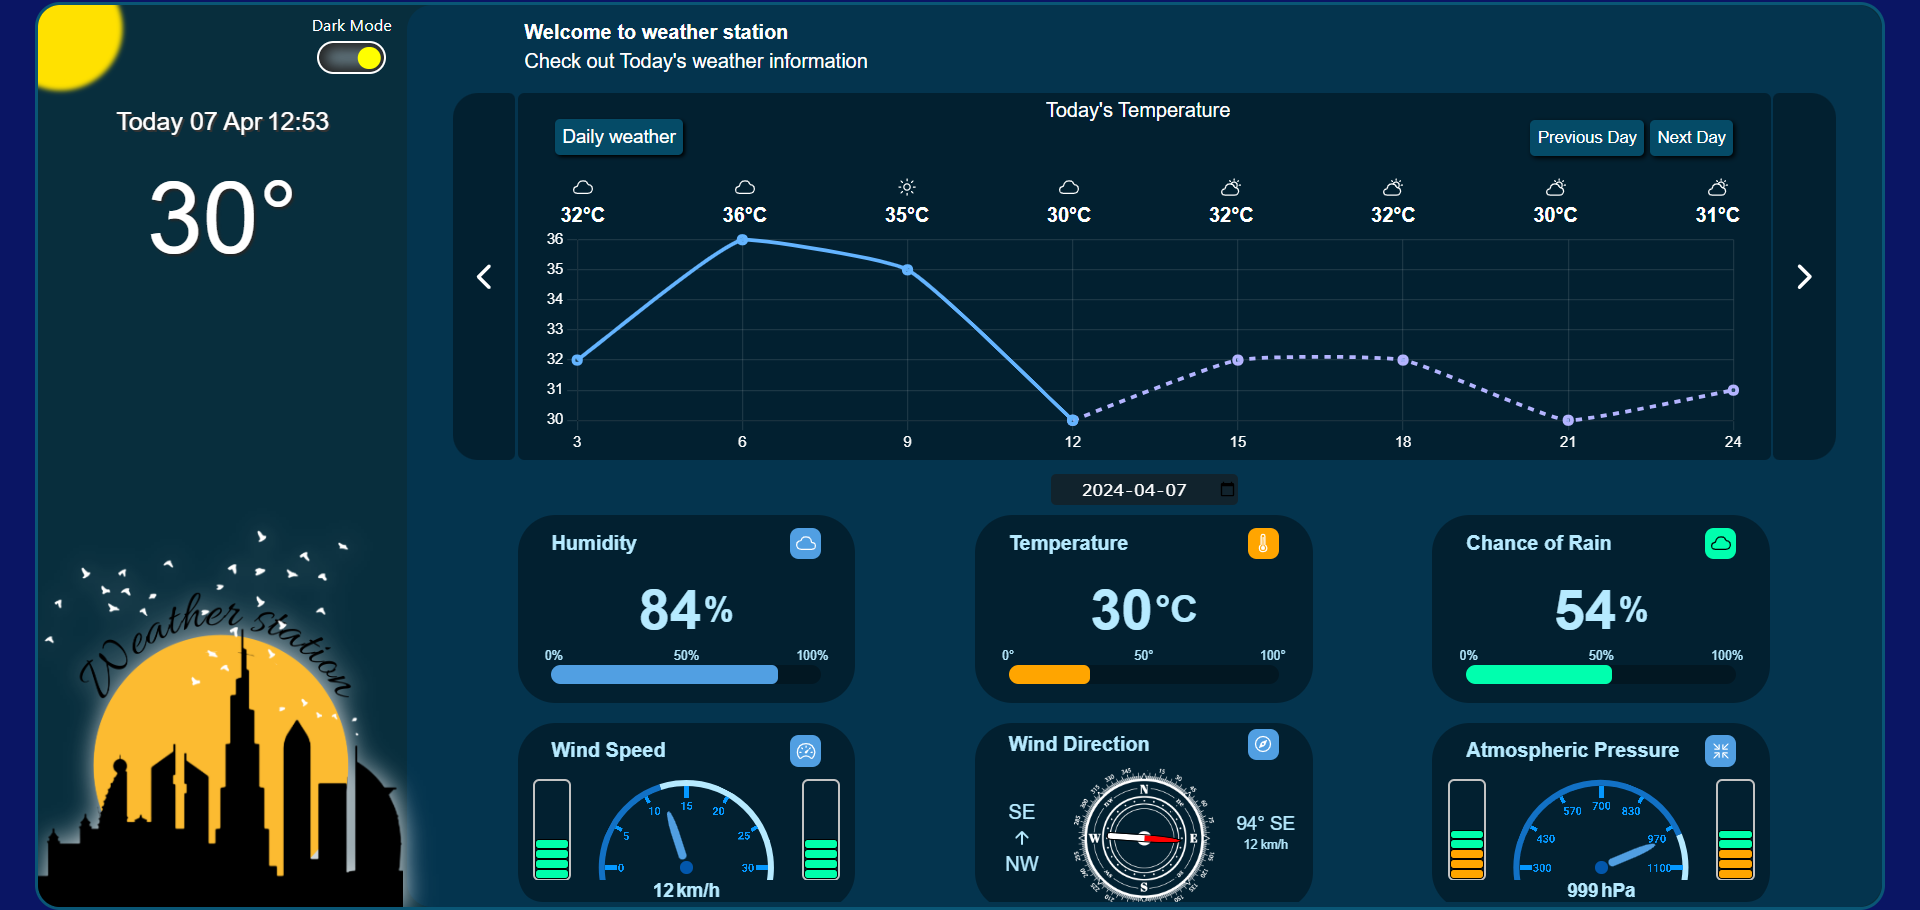 Dark Mode
Today 07 Apr 12:53
30°
Weather station
Welcome to weather station
Check out Today's weather information
Today's Temperature
Daily weather
Previous Day Next Day
32°C 36°C 35°C 30°C 32°C 32°C 30°C 31°C
36
35
34
33
32
31
30
3 6 9 12 15 18 21 24
2024-04-07
Humidity
84%
0% 50% 100%
Temperature
30°C
0° 50° 100°
Chance of Rain
54%
0% 50% 100%
Wind Speed
0 5 10 15 20 25 30
12 km/h
Wind Direction
SE
↑
NW
N
W E
S
94° SE
12 km/h
Atmospheric Pressure
300 430 570 700 830 970 1100
999 hPa